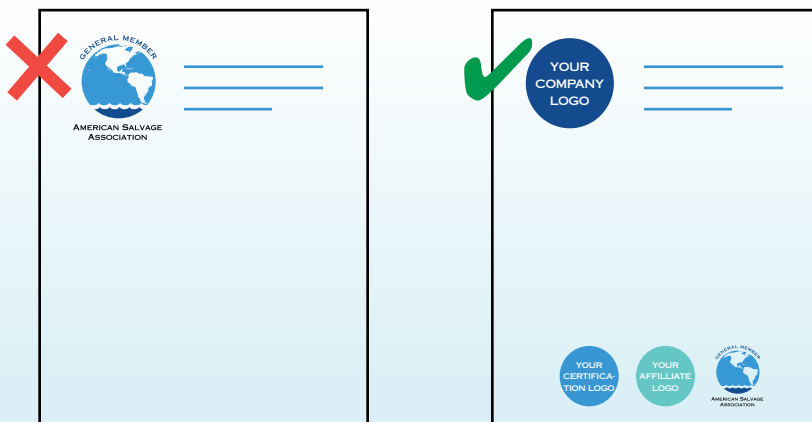 GENERAL MEMBER
AMERICAN SALVAGE
ASSOCIATION
YOUR
COMPANY
LOGO
YOUR
CERTIFICA-
TION LOGO
YOUR
AFFILLIATE
LOGO
GENERAL MEMBER
AMERICAN SALVAGE
ASSOCIATION